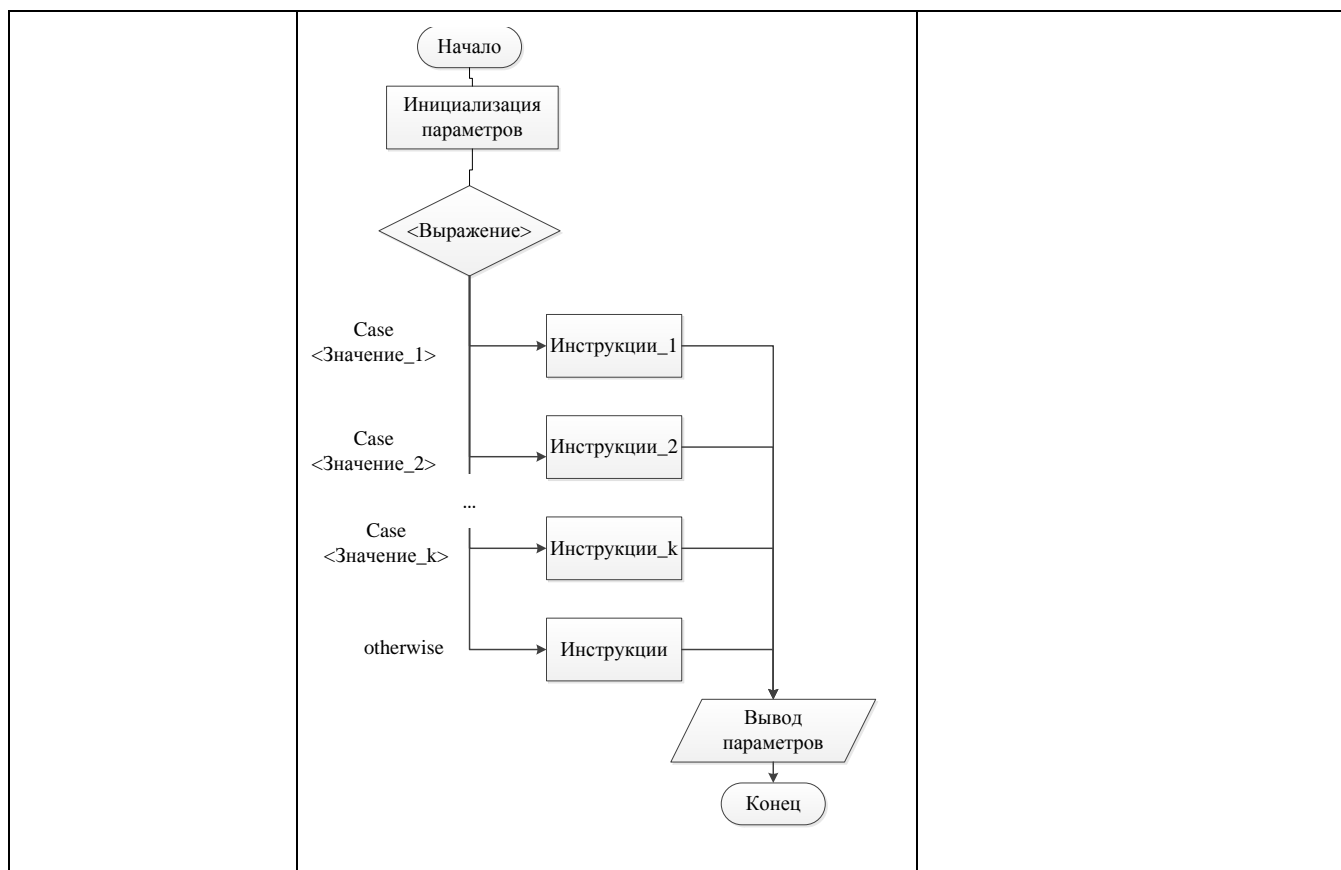 Начало
Инициализация
параметров
<Выражение>
Case
<Значение_1>
Инструкции_1
Case
<Значение_2>
Инструкции_2
...
Case
<Значение_k>
Инструкции_k
otherwise
Инструкции
Вывод
параметров
Конец